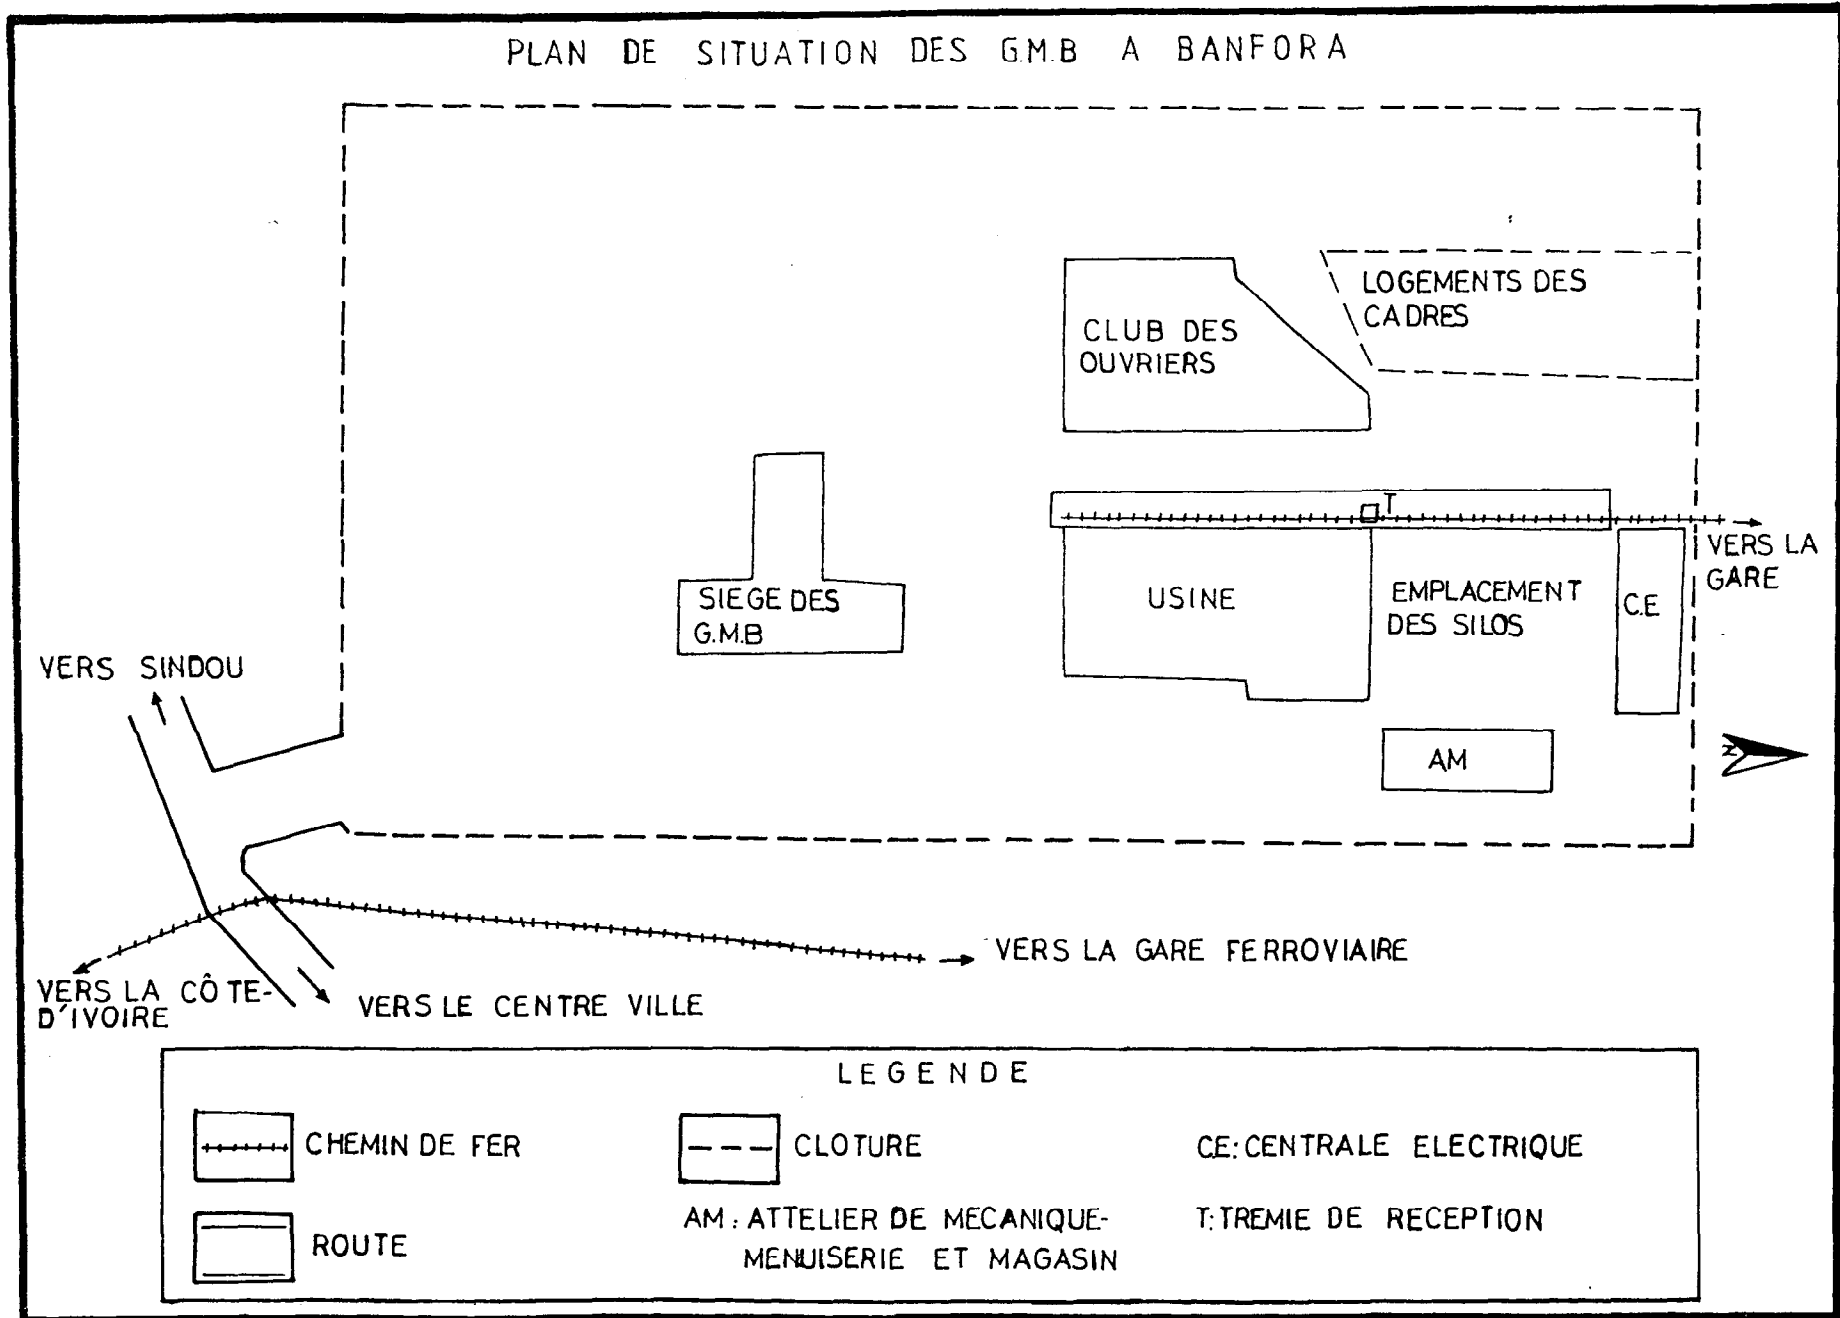 PLAN DE SITUATION DES G.M.B A BANFORA
LOGEMENTS DES
CADRES
CLUB DES
OUVRIERS
T
VERS LA
GARE
SIEGE DES
G.M.B
USINE
EMPLACEMENT
DES SILOS
C.E
VERS SINDOU
AM
N
VERS LA GARE FERROVIAIRE
VERS LA CÔTE-
D'IVOIRE
VERS LE CENTRE VILLE
LEGENDE
CHEMIN DE FER
CLOTURE
CE: CENTRALE ELECTRIQUE
ROUTE
AM: ATTELIER DE MECANIQUE-
MENUISERIE ET MAGASIN
T: TREMIE DE RECEPTION